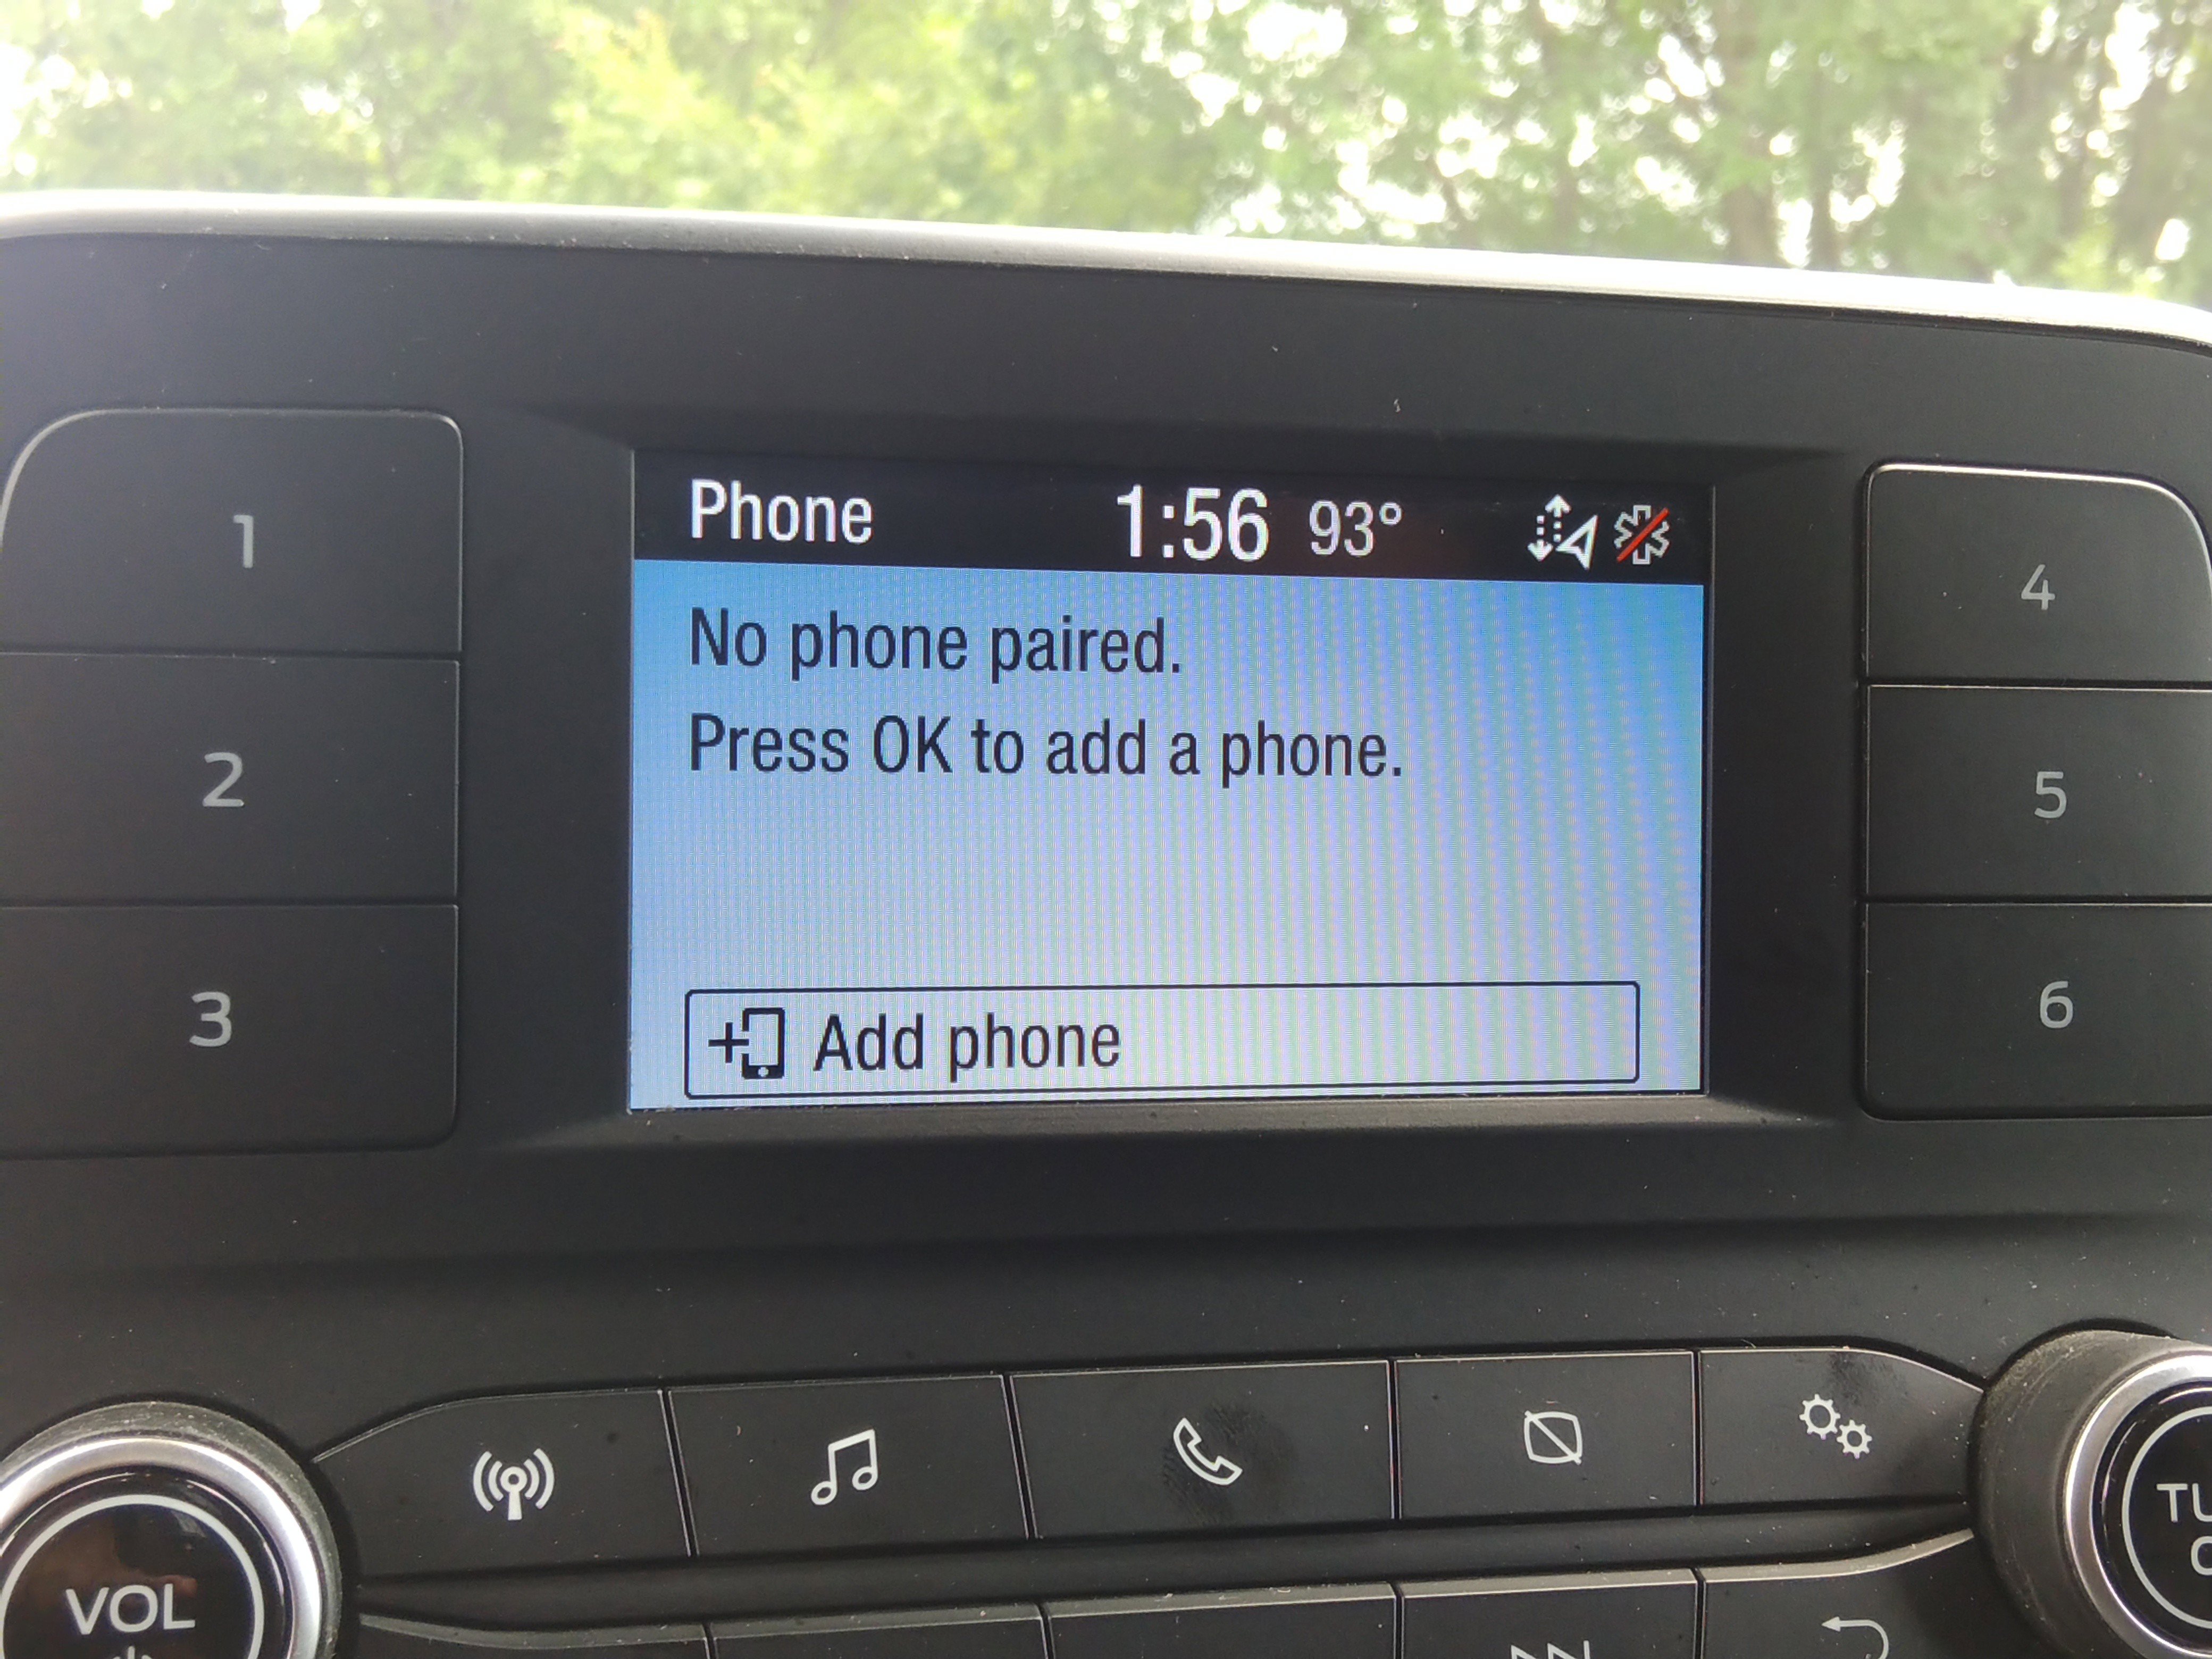 Phone 1:56 93°
No phone paired.
Press OK to add a phone.
Add phone
1
2
3
4
5
6
VOL